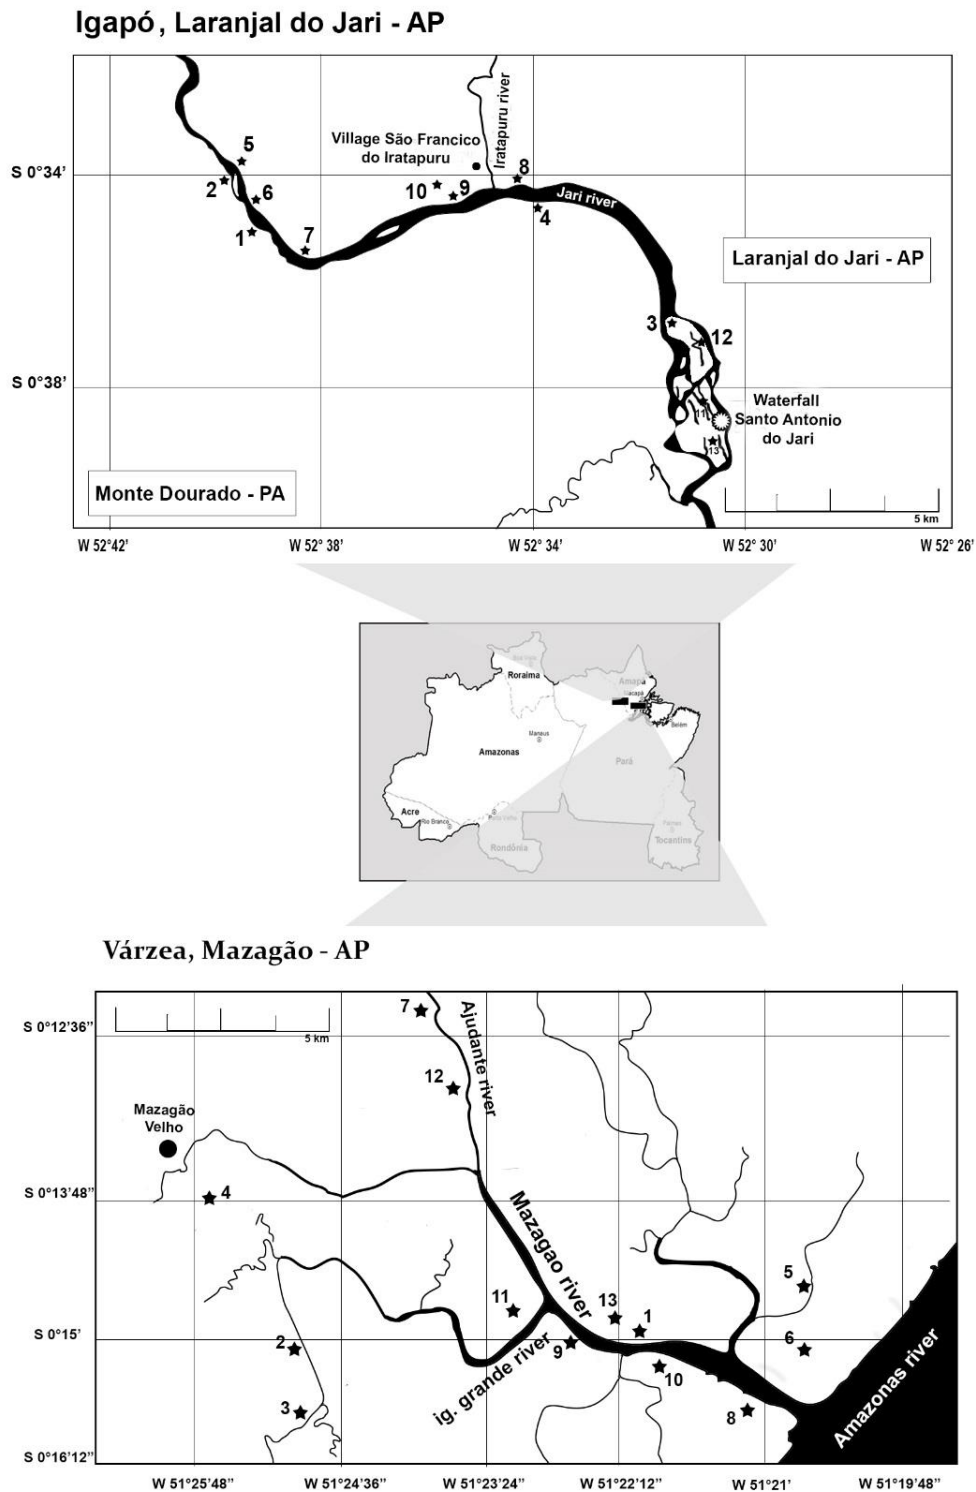 Igapó, Laranjal do Jari - AP
Iratapuru river
Village São Francico
do Iratapuru
5
S 0°34’
2
6
10
9
8
Jari river
4
1
7
Laranjal do Jari - AP
3
12
S 0°38’
Waterfall
Santo Antonio
do Jari
11
13
Monte Dourado - PA
5 km
W 52°42’
W 52° 38’
W 52° 34’
W 52° 30’
W 52° 26’
Roraima
Amapá
Macapá
Belém
Manaus
Amazonas
Pará
Acre
Rio Branco
Porto Velho
Rondônia
Palmas
Tocantins
Várzea, Mazagão - AP
S 0°12’36”
5 km
7
Ajudante river
12
Mazagão
Velho
S 0°13’48”
4
Mazagao river
5
11
13
1
S 0°15’
2
9
6
ig. grande river
10
3
8
Amazonas river
S 0°16’12”
W 51°25’48”
W 51°24’36”
W 51°23’24”
W 51°22’12”
W 51°21’
W 51°19’48”